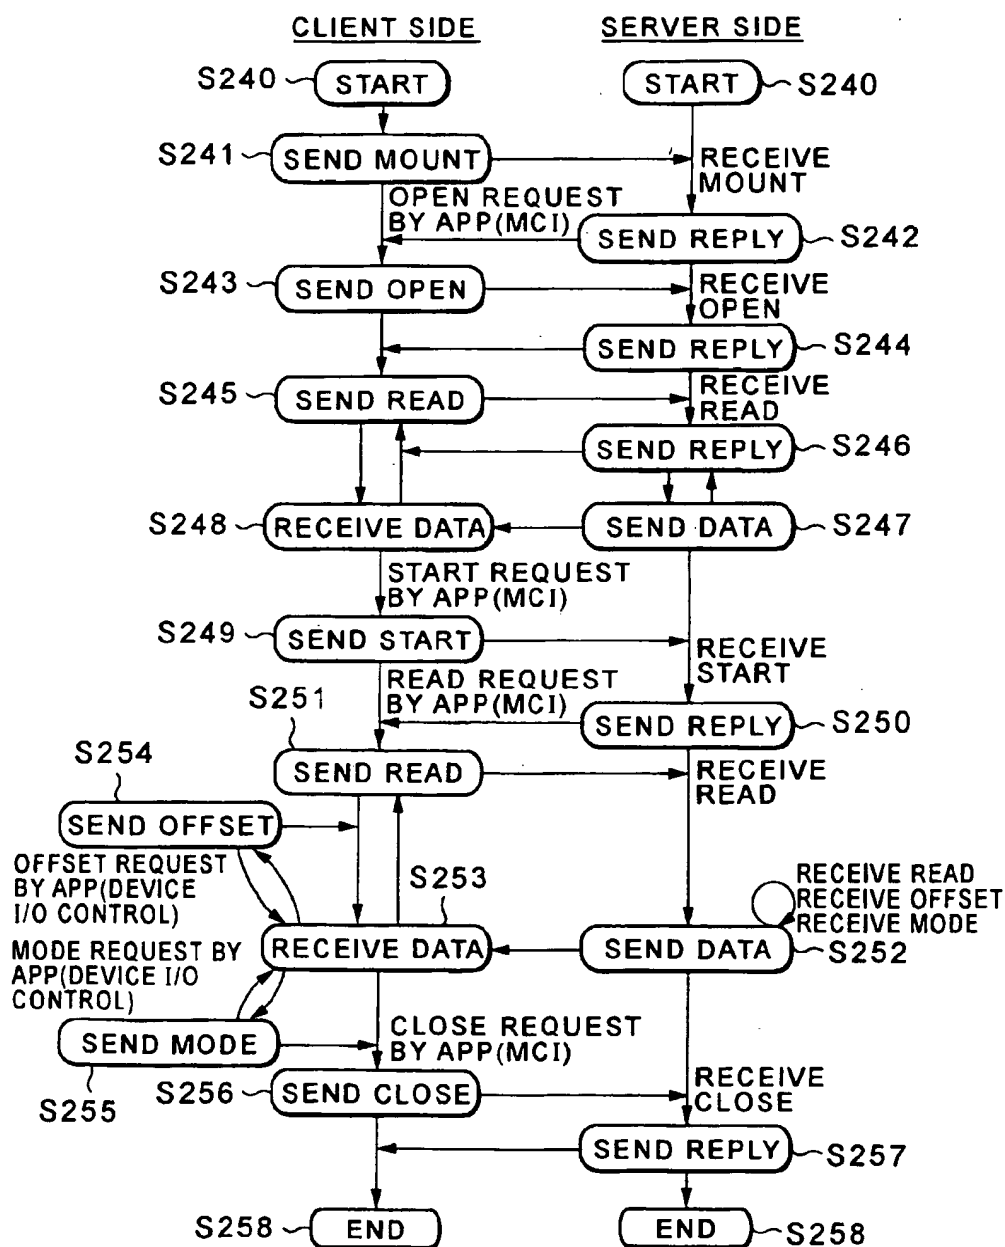 CLIENT SIDE
SERVER SIDE
S240
START
START
S240
S241
SEND MOUNT
RECEIVE
MOUNT
OPEN REQUEST
BY APP(MCI)
SEND REPLY
S242
S243
SEND OPEN
RECEIVE
OPEN
SEND REPLY
S244
S245
SEND READ
RECEIVE
READ
SEND REPLY
S246
S248
RECEIVE DATA
SEND DATA
S247
START REQUEST
BY APP(MCI)
S249
SEND START
RECEIVE
START
S251
READ REQUEST
BY APP(MCI)
SEND REPLY
S250
SEND READ
RECEIVE
READ
S254
SEND OFFSET
OFFSET REQUEST
BY APP(DEVICE
I/O CONTROL)
S253
RECEIVE READ
RECEIVE OFFSET
RECEIVE MODE
MODE REQUEST BY
APP(DEVICE I/O
CONTROL)
RECEIVE DATA
SEND DATA
S252
SEND MODE
S255
CLOSE REQUEST
BY APP(MCI)
S256
SEND CLOSE
RECEIVE
CLOSE
SEND REPLY
S257
S258
END
END
S258